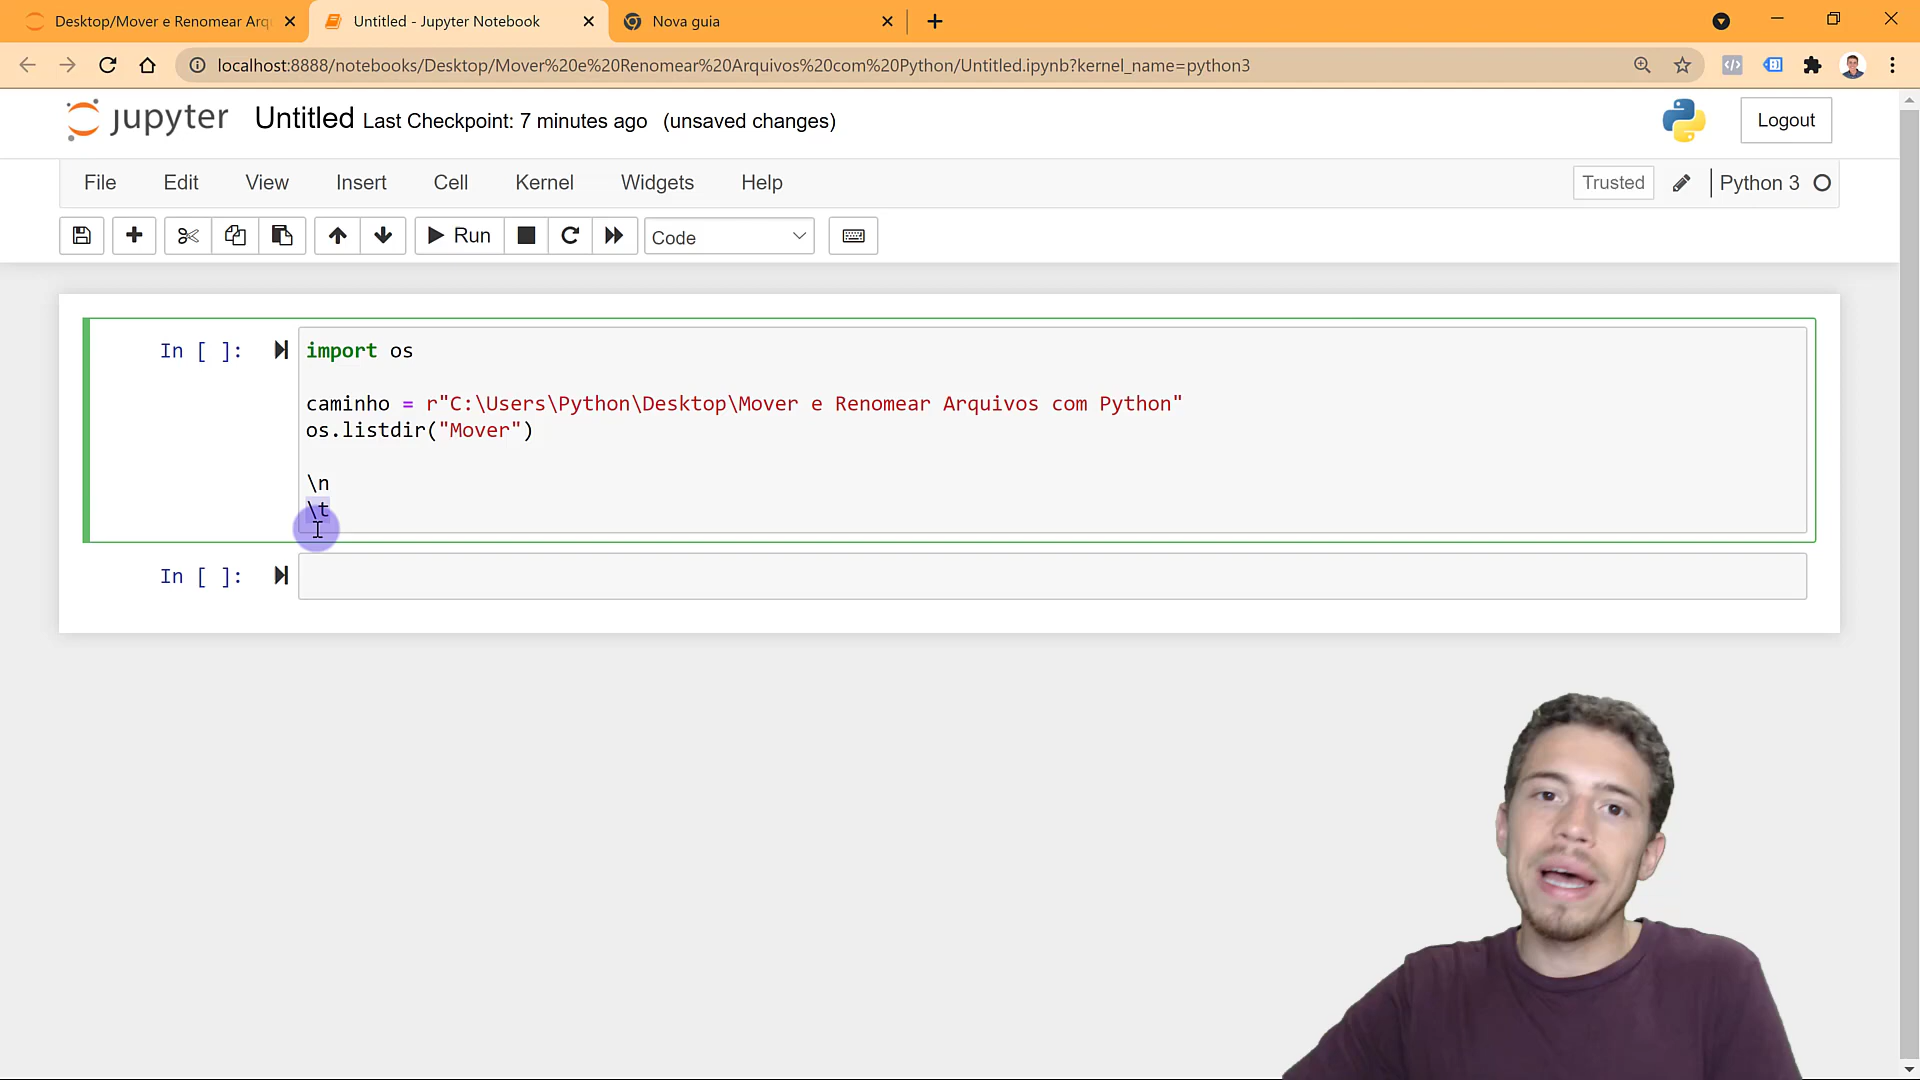 Desktop/Mover e Renomear Arq
Untitled - Jupyter Notebook
Nova guia
localhost:8888/notebooks/Desktop/Mover%20e%20Renomear%20Arquivos%20com%20Python/Untitled.ipynb?kernel_name=python3
jupyter Untitled Last Checkpoint: 7 minutes ago (unsaved changes)
Logout
File Edit View Insert Cell Kernel Widgets Help
Trusted
Python 3
Run
Code
In [ ]:
import os
caminho = r"C:\Users\Python\Desktop\Mover e Renomear Arquivos com Python"
os.listdir("Mover")
\n
\t
In [ ]: